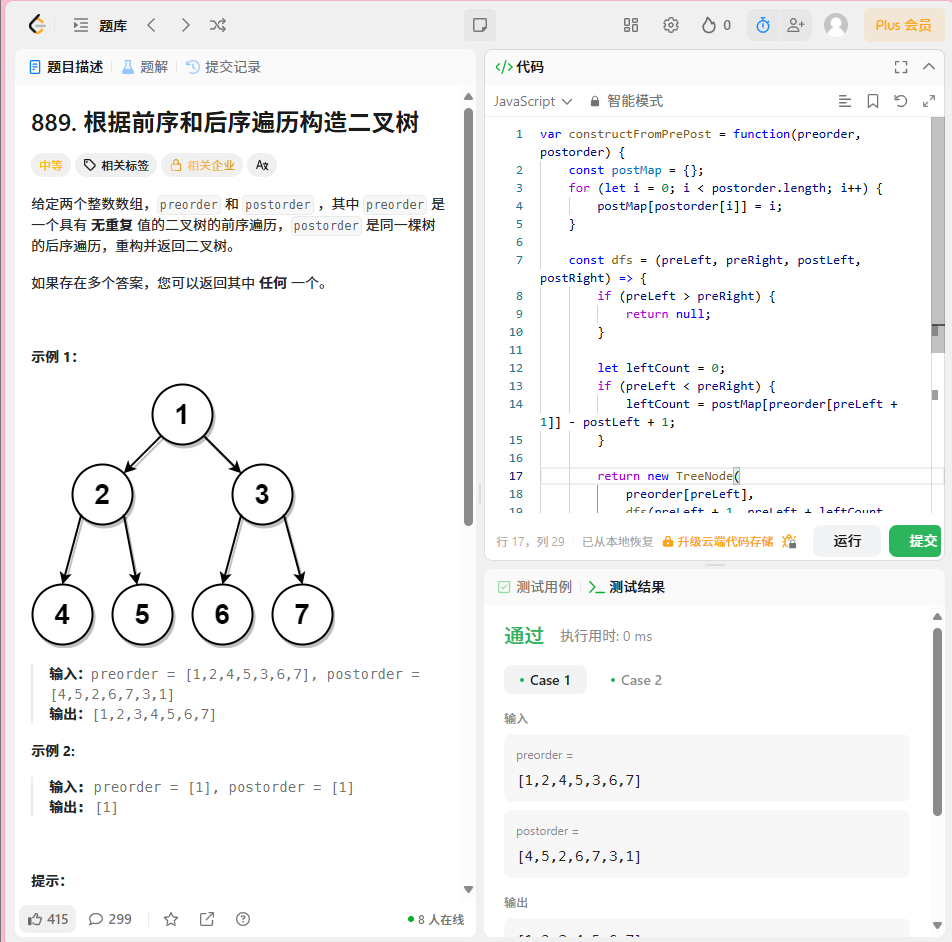 题库
0
Plus 会员
题目描述
题解
提交记录
889. 根据前序和后序遍历构造二叉树
中等
相关标签
相关企业
给定两个整数数组，preorder 和 postorder ，其中 preorder 是
一个具有 无重复 值的二叉树的前序遍历，postorder 是同一棵树
的后序遍历，重构并返回二叉树。
如果存在多个答案，您可以返回其中 任何 一个。
示例 1：
1
2 3
4 5 6 7
输入：preorder = [1,2,4,5,3,6,7], postorder =
[4,5,2,6,7,3,1]
输出：[1,2,3,4,5,6,7]
示例 2:
输入: preorder = [1], postorder = [1]
输出: [1]
提示：
415
299
8 人在线
</> 代码
JavaScript
智能模式
1 var constructFromPrePost = function(preorder,
postorder) {
2 const postMap = {};
3 for (let i = 0; i < postorder.length; i++) {
4 postMap[postorder[i]] = i;
5 }
6
7 const dfs = (preLeft, preRight, postLeft,
postRight) => {
8 if (preLeft > preRight) {
9 return null;
10 }
11
12 let leftCount = 0;
13 if (preLeft < preRight) {
14 leftCount = postMap[preorder[preLeft +
1]] - postLeft + 1;
15 }
16
17 return new TreeNode(
18 preorder[preLeft],
19 dfs(preLeft + 1, preLeft + leftCount,
行 17，列 29
已从本地恢复
升级云端代码存储
运行
提交
测试用例
测试结果
通过
执行用时: 0 ms
Case 1
Case 2
输入
preorder =
[1,2,4,5,3,6,7]
postorder =
[4,5,2,6,7,3,1]
输出
[1,2,3,4,5,6,7]